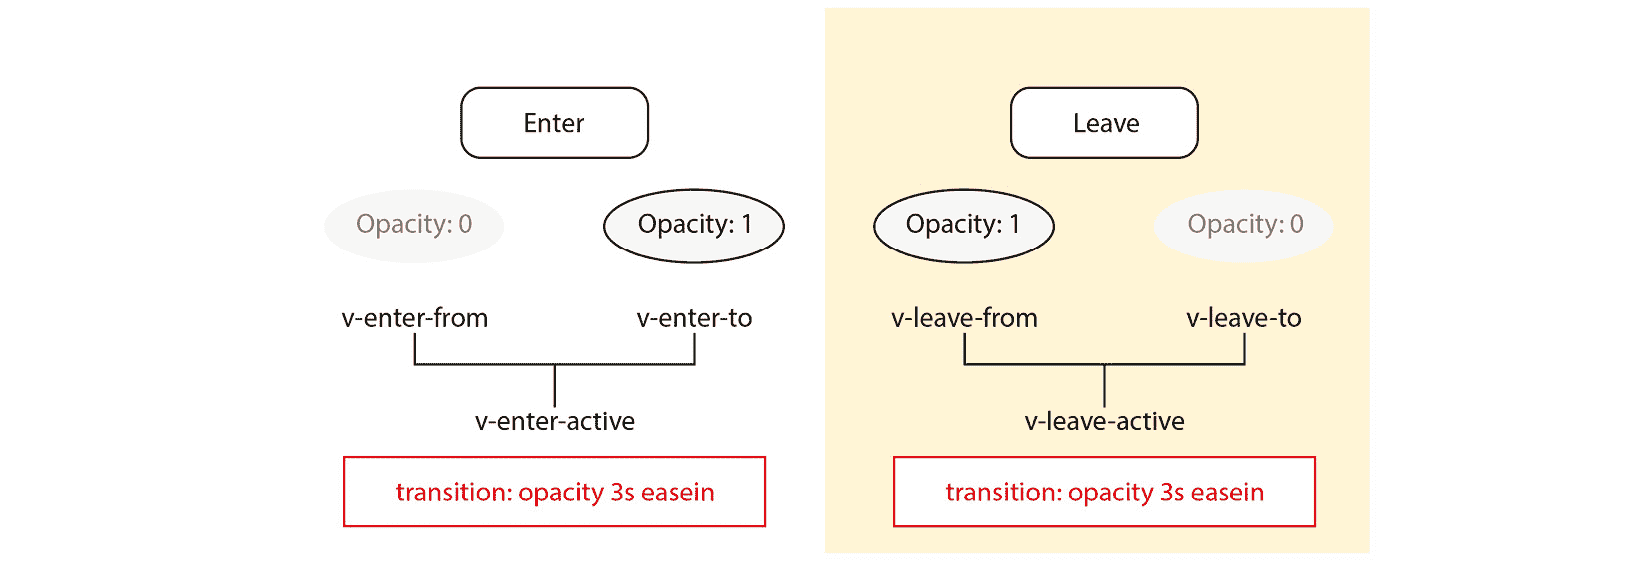 Enter
Opacity: 0
Opacity: 1
v-enter-from
v-enter-to
v-enter-active
transition: opacity 3s easein
Leave
Opacity: 1
Opacity: 0
v-leave-from
v-leave-to
v-leave-active
transition: opacity 3s easein